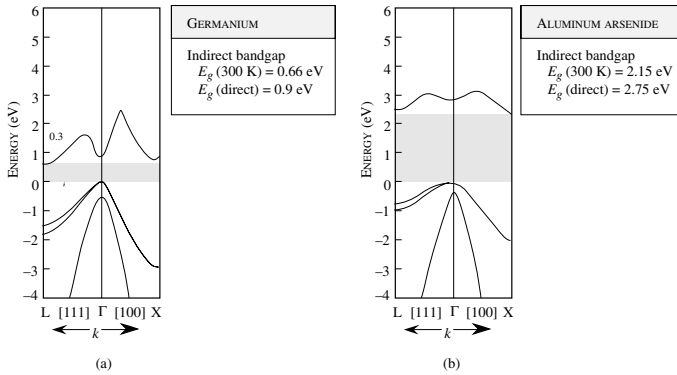 GERMANIUM
Indirect bandgap
E_g (300 K) = 0.66 eV
E_g (direct) = 0.9 eV
ENERGY (eV)
6
5
4
3
2
1
0
−1
−2
−3
−4
0.3
L [111] Γ [100] X
k
(a)
ALUMINUM ARSENIDE
Indirect bandgap
E_g (300 K) = 2.15 eV
E_g (direct) = 2.75 eV
ENERGY (eV)
6
5
4
3
2
1
0
−1
−2
−3
−4
L [111] Γ [100] X
k
(b)